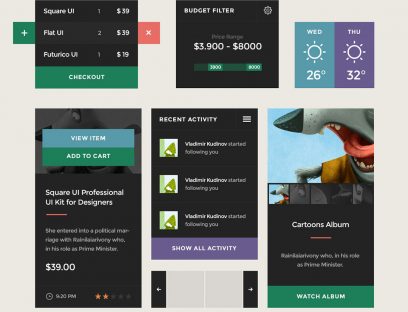 Square UI 1 $ 39
Flat UI 2 $ 39
Futurico UI 1 $ 19
CHECKOUT
BUDGET FILTER
Price Range
$3.900 - $8000
3900 8000
WED THU
26° 32°
VIEW ITEM
ADD TO CART
Square UI Professional
UI Kit for Designers
She entered into a political mar-
riage with Rainilaiarivony who,
in his role as Prime Minister.
$39.00
9:20 PM
RECENT ACTIVITY
Vladimir Kudinov started
following you
Vladimir Kudinov started
following you
Vladimir Kudinov started
following you
SHOW ALL ACTIVITY
Cartoons Album
Rainilaiarivony who, in his role
as Prime Minister.
WATCH ALBUM